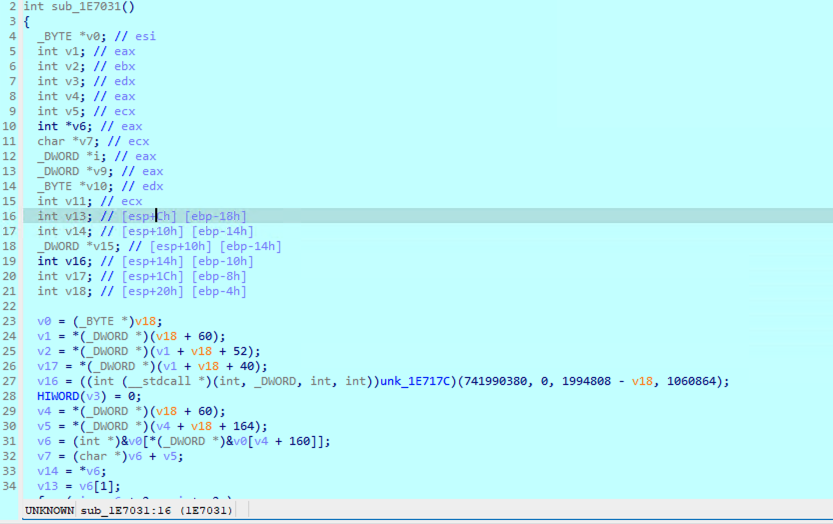 2 int sub_1E7031()
3 {
4 _BYTE *v0; // esi
5 int v1; // eax
6 int v2; // ebx
7 int v3; // edx
8 int v4; // eax
9 int v5; // ecx
10 int *v6; // eax
11 char *v7; // ecx
12 _DWORD *i; // eax
13 _DWORD *v9; // eax
14 _BYTE *v10; // edx
15 int v11; // ecx
16 int v13; // [esp+Ch] [ebp-18h]
17 int v14; // [esp+10h] [ebp-14h]
18 _DWORD *v15; // [esp+10h] [ebp-14h]
19 int v16; // [esp+14h] [ebp-10h]
20 int v17; // [esp+1Ch] [ebp-8h]
21 int v18; // [esp+20h] [ebp-4h]
22
23 v0 = (_BYTE *)v18;
24 v1 = *(_DWORD *)(v18 + 60);
25 v2 = *(_DWORD *)(v1 + v18 + 52);
26 v17 = *(_DWORD *)(v1 + v18 + 40);
27 v16 = ((int (__stdcall *)(int, _DWORD, int, int))unk_1E717C)(741990380, 0, 1994808 - v18, 1060864);
28 HIWORD(v3) = 0;
29 v4 = *(_DWORD *)(v18 + 60);
30 v5 = *(_DWORD *)(v4 + v18 + 164);
31 v6 = (int *)&v0[*(_DWORD *)&v0[v4 + 160]];
32 v7 = (char *)v6 + v5;
33 v14 = *v6;
34 v13 = v6[1];
UNKNOWN sub_1E7031:16 (1E7031)